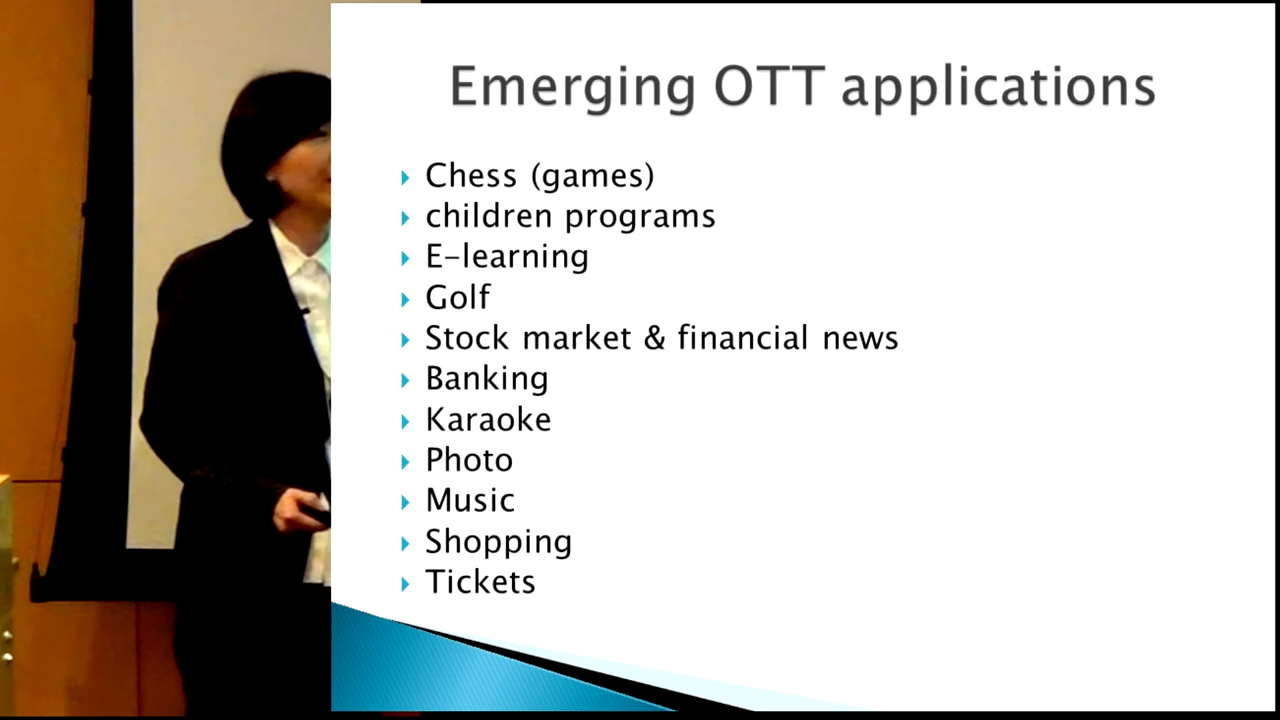 Emerging OTT applications
Chess (games)
children programs
E-learning
Golf
Stock market & financial news
Banking
Karaoke
Photo
Music
Shopping
Tickets